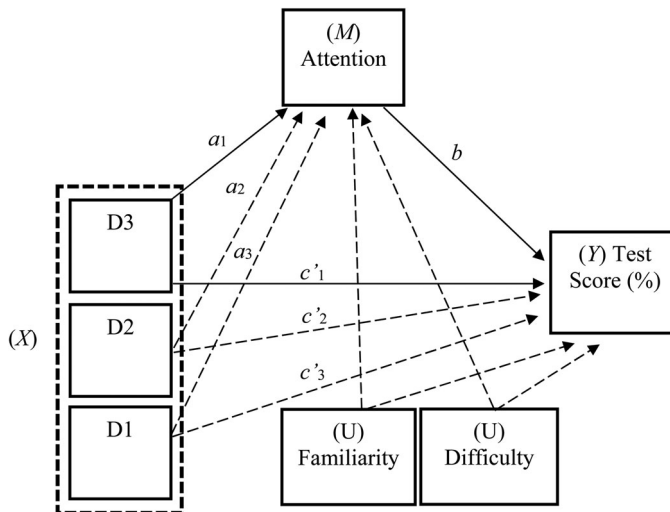 (M)
Attention
a1
b
a2
D3
a3
(Y) Test
Score (%)
c'1
(X)
D2
c'2
c'3
D1
(U)
Familiarity
(U)
Difficulty